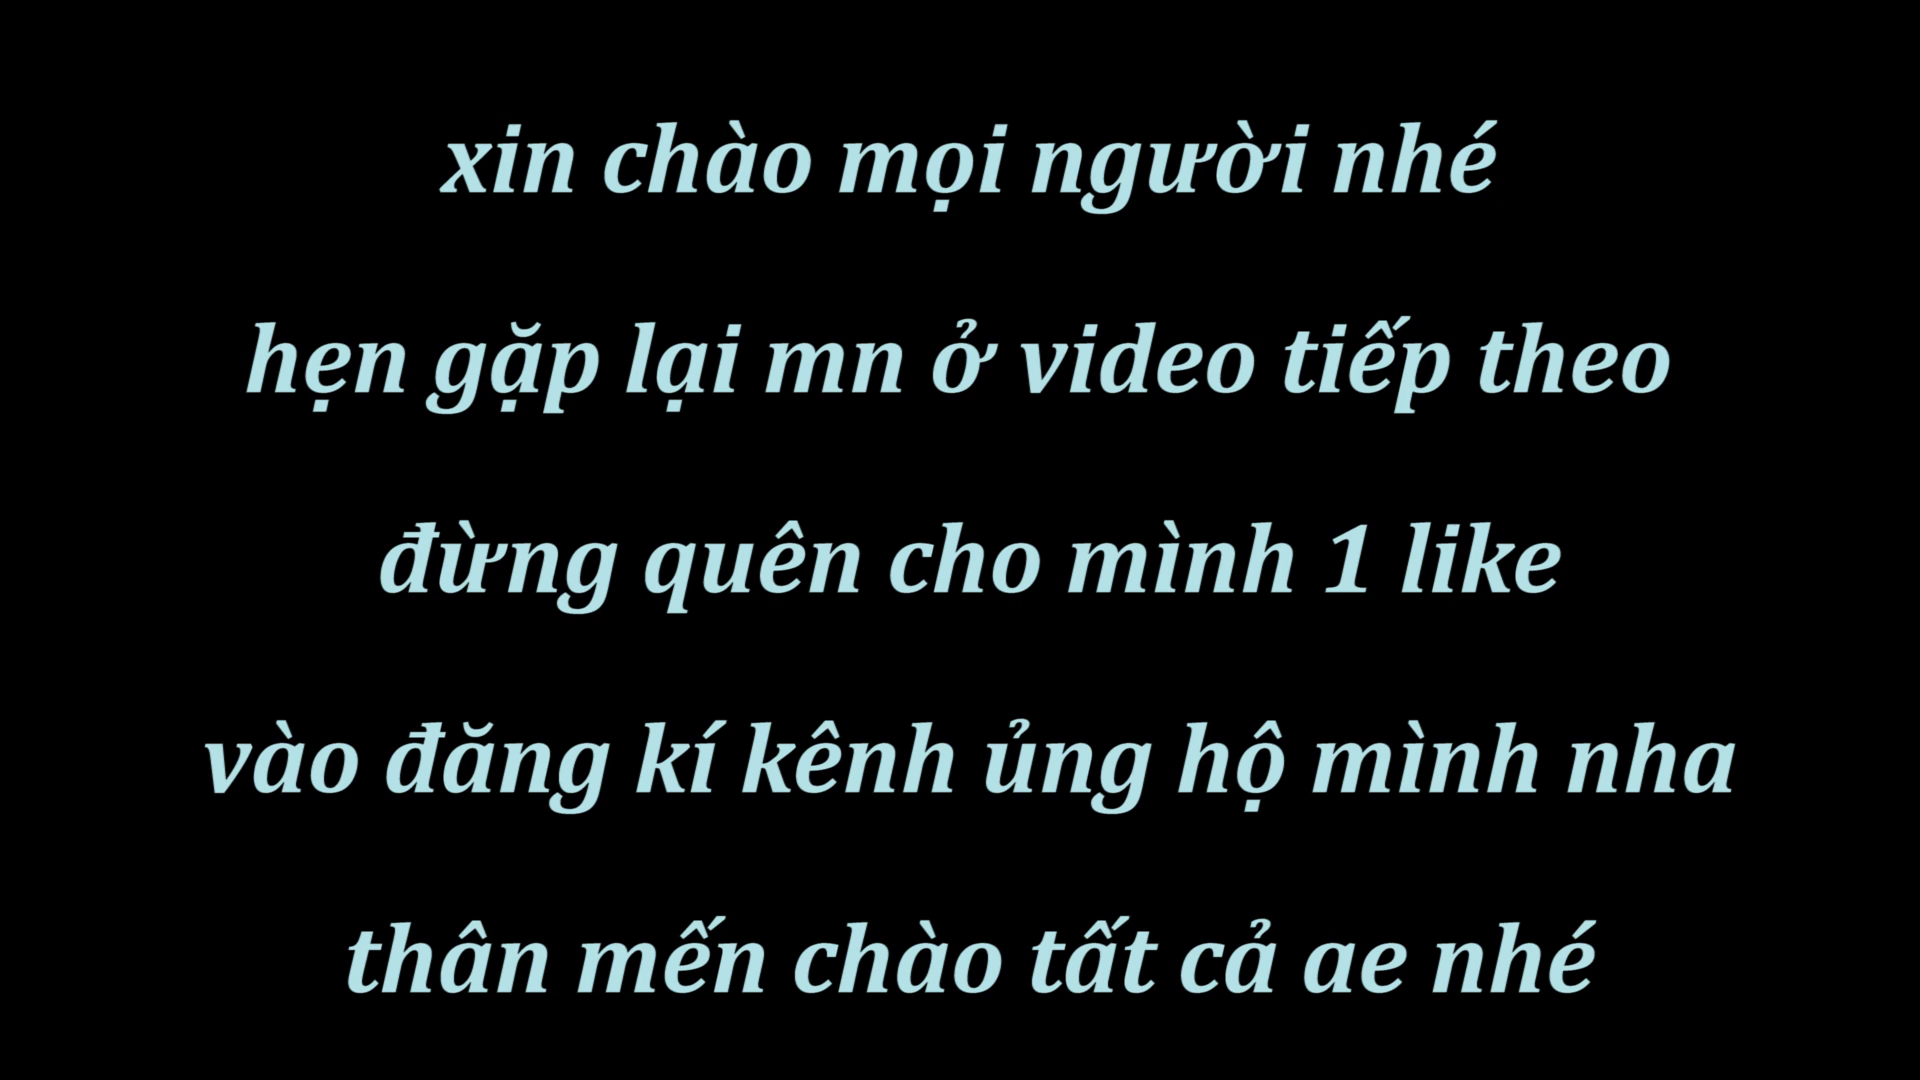 xin chào mọi người nhé
hẹn gặp lại mn ở video tiếp theo
đừng quên cho mình 1 like
vào đăng kí kênh ủng hộ mình nha
thân mến chào tất cả ae nhé